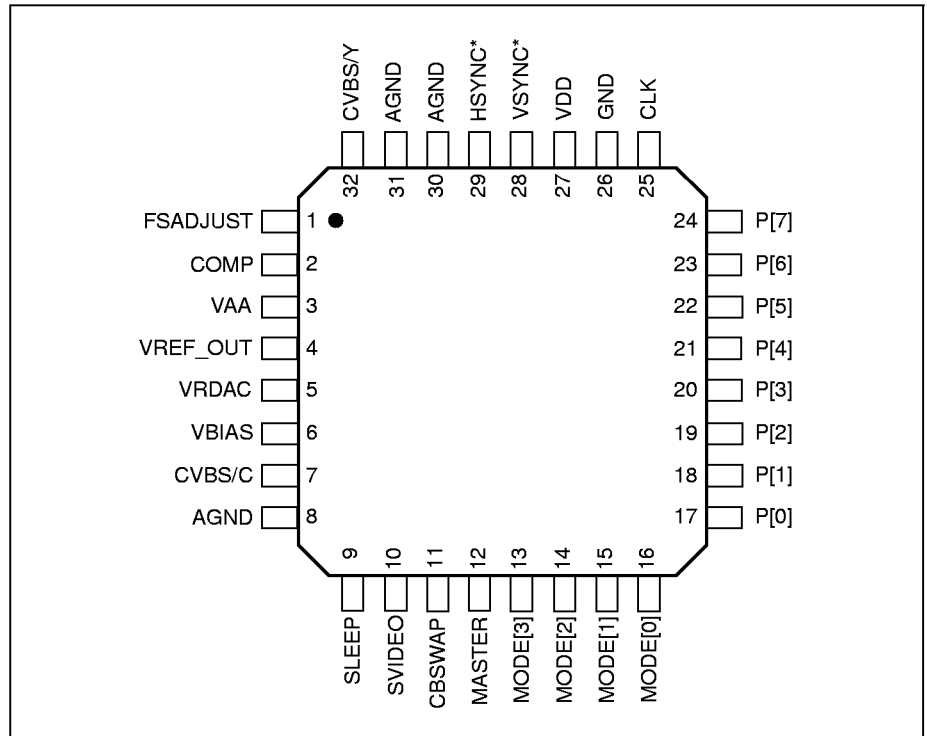 CVBS/Y
AGND
AGND
HSYNC*
VSYNC*
VDD
GND
CLK
32
31
30
29
28
27
26
25
FSADJUST 1 24 P[7]
COMP 2 23 P[6]
VAA 3 22 P[5]
VREF_OUT 4 21 P[4]
VRDAC 5 20 P[3]
VBIAS 6 19 P[2]
CVBS/C 7 18 P[1]
AGND 8 17 P[0]
9
10
11
12
13
14
15
16
SLEEP
SVIDEO
CBSWAP
MASTER
MODE[3]
MODE[2]
MODE[1]
MODE[0]